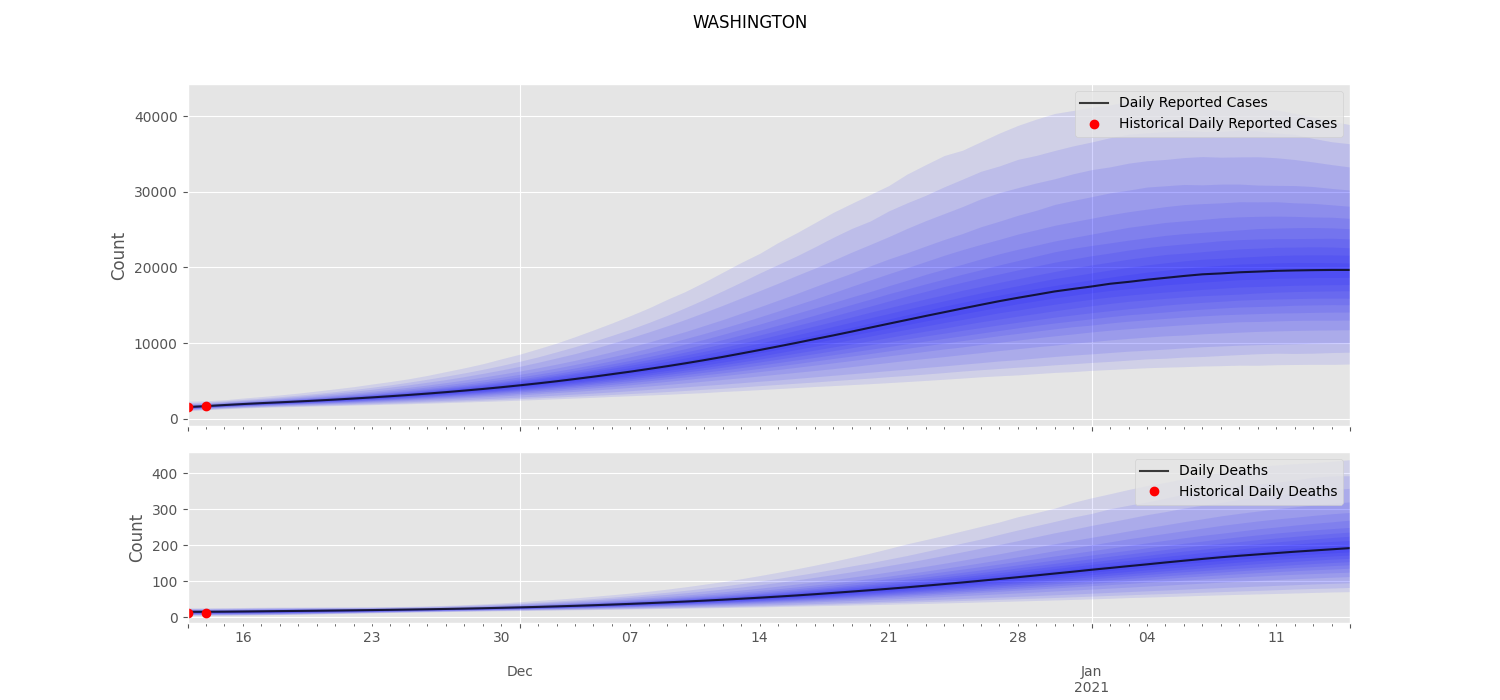 WASHINGTON
Count
40000
30000
20000
10000
0
Daily Reported Cases
Historical Daily Reported Cases
Count
400
300
200
100
0
Daily Deaths
Historical Daily Deaths
16 23 30 07 14 21 28 04 11
Dec Jan
2021